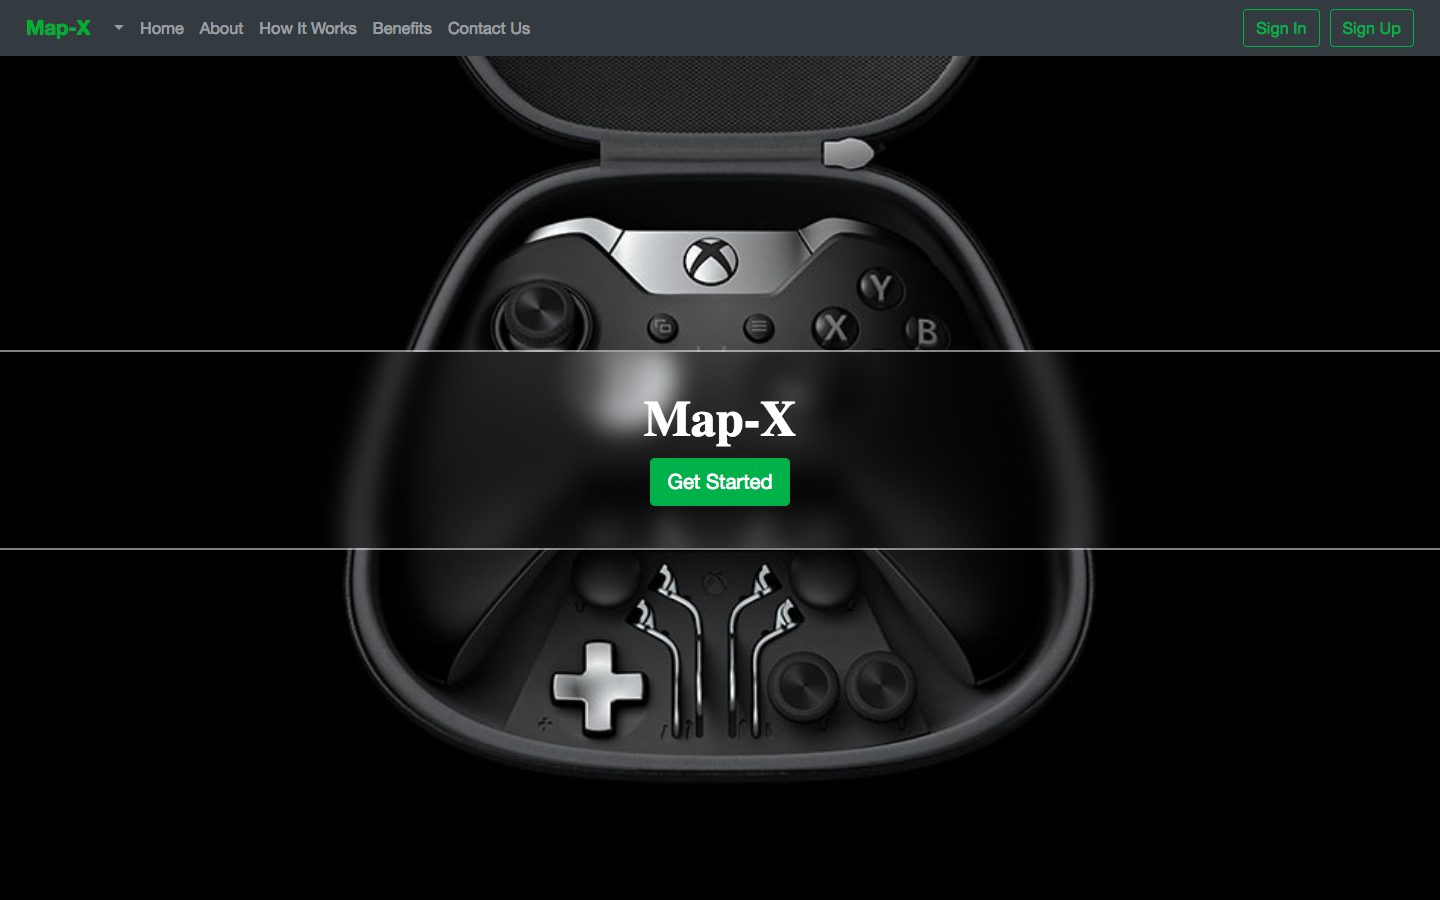 Map-X
Home About How It Works Benefits Contact Us
Sign In Sign Up
Y
X B
Map-X
Get Started